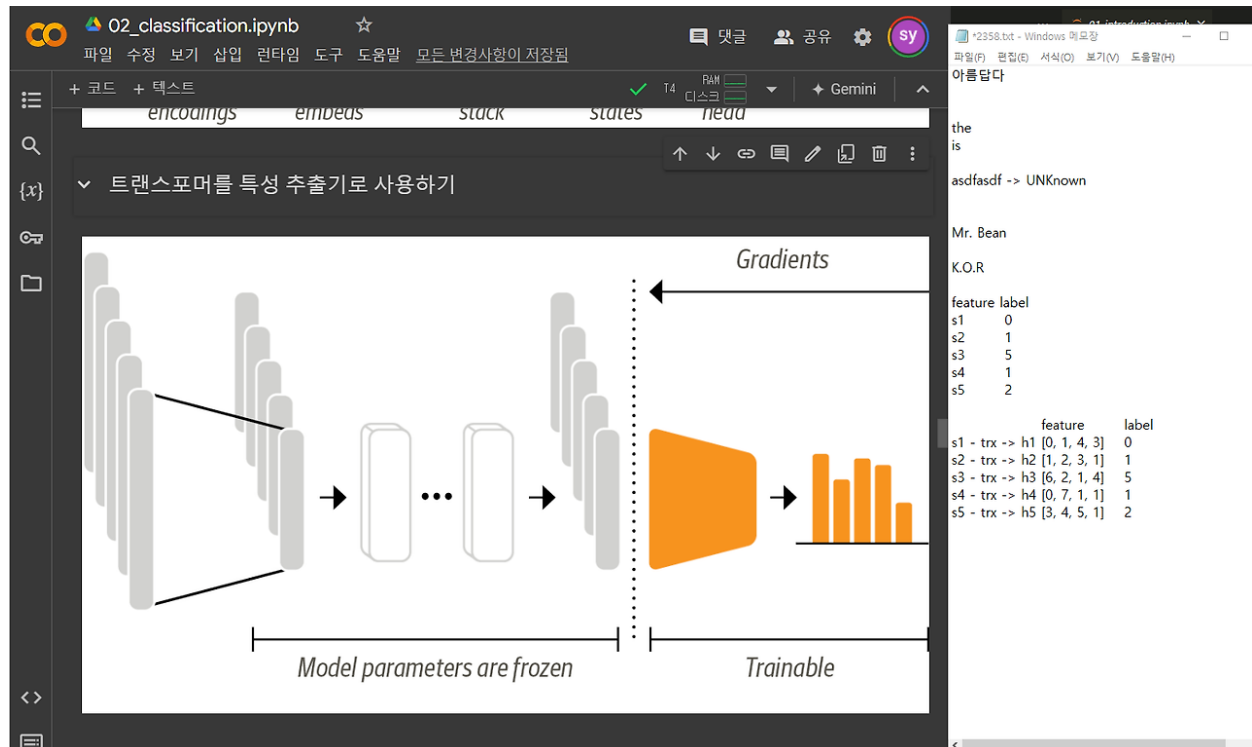 02_classification.ipynb
파일 수정 보기 삽입 런타임 도구 도움말 모든 변경사항이 저장됨
댓글
공유
sy
+ 코드 + 텍스트
T4
RAM
디스크
Gemini
encodings embeds stack states head
{x}
트랜스포머를 특성 추출기로 사용하기
Gradients
Model parameters are frozen
Trainable
01_introduction.ipynb
*2358.txt - Windows 메모장
파일(F) 편집(E) 서식(O) 보기(V) 도움말(H)
아름답다
the
is
asdfasdf -> UNKnown
Mr. Bean
K.O.R
feature label
s1 0
s2 1
s3 5
s4 1
s5 2
feature label
s1 - trx -> h1 [0, 1, 4, 3] 0
s2 - trx -> h2 [1, 2, 3, 1] 1
s3 - trx -> h3 [6, 2, 1, 4] 5
s4 - trx -> h4 [0, 7, 1, 1] 1
s5 - trx -> h5 [3, 4, 5, 1] 2